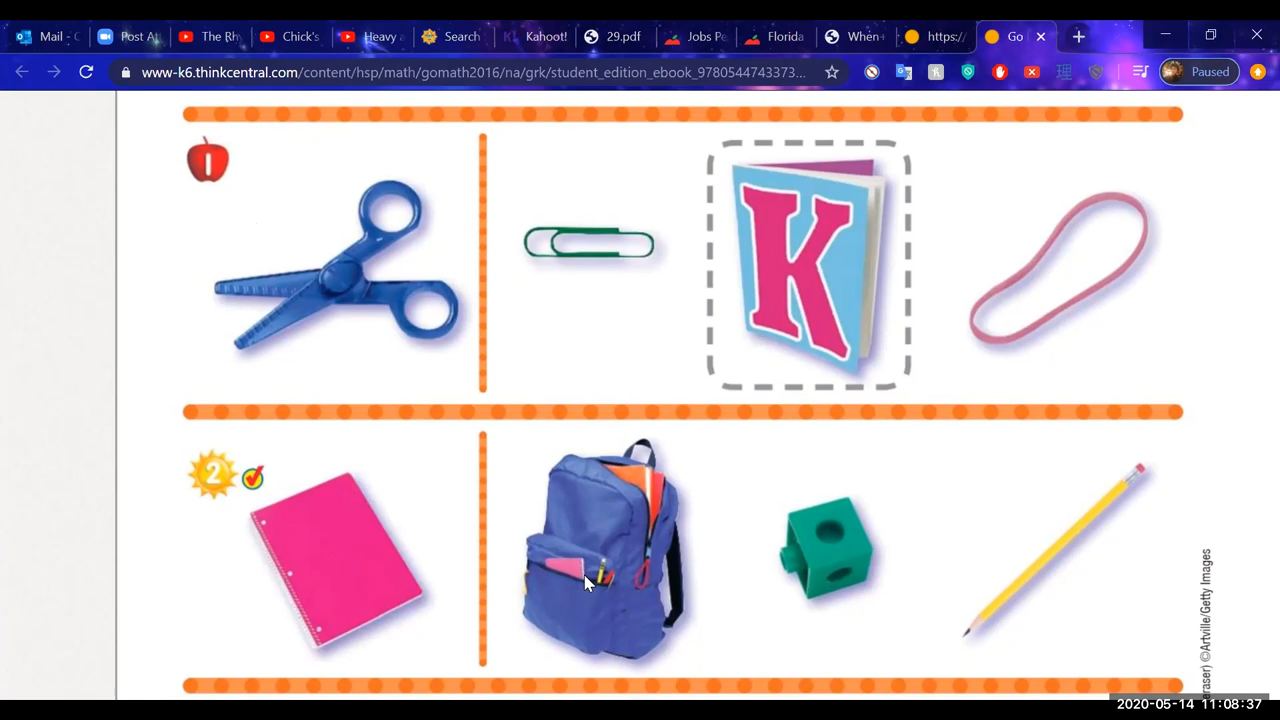 Mail - C
Post A
The Rh
Chick's
Heavy a
Search
Kahoot!
29.pdf
Jobs Pe
Florida
When
https:/
Go
www-k6.thinkcentral.com/content/hsp/math/gomath2016/na/grk/student_edition_ebook_9780544743373...
Paused
1
K
2
eraser) ©Artville/Getty Images
2020-05-14 11:08:37